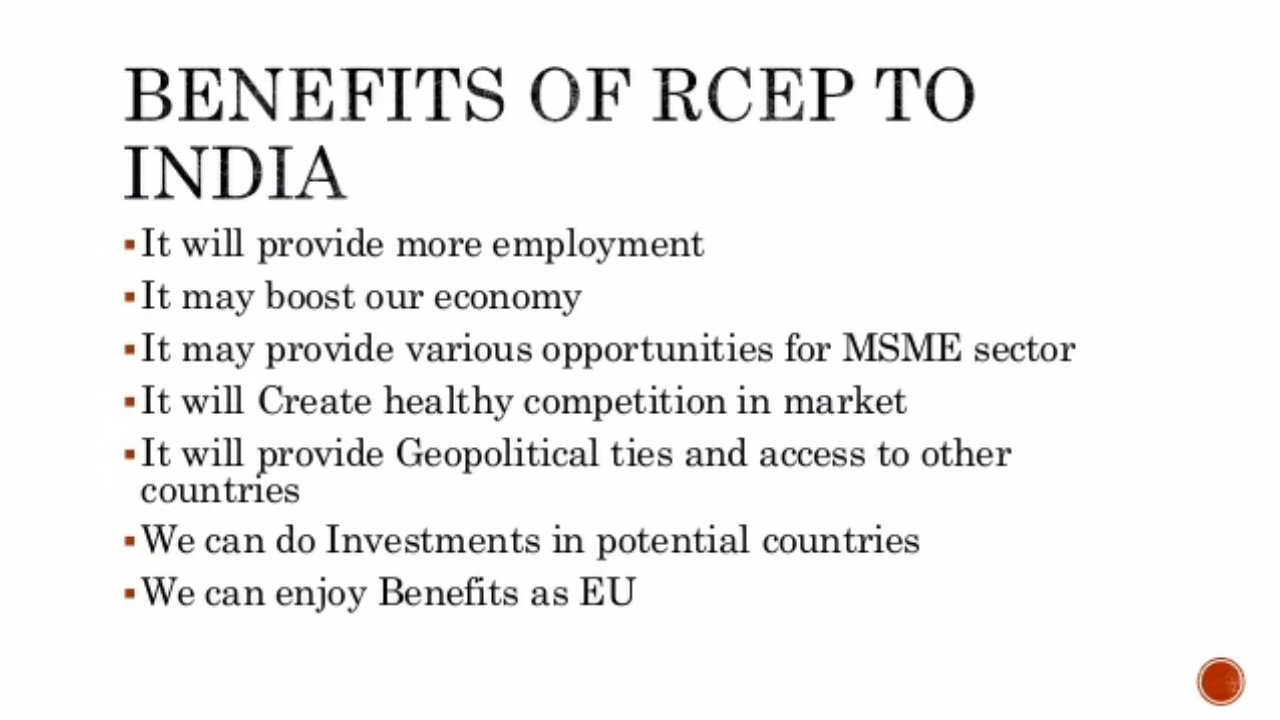 BENEFITS OF RCEP TO
INDIA
▪It will provide more employment
▪It may boost our economy
▪It may provide various opportunities for MSME sector
▪It will Create healthy competition in market
▪It will provide Geopolitical ties and access to other
countries
▪We can do Investments in potential countries
▪We can enjoy Benefits as EU